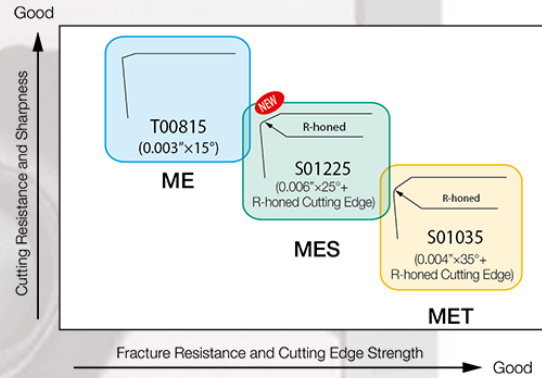 Good
Cutting Resistance and Sharpness
T00815
(0.003"×15°)
ME
NEW
R-honed
S01225
(0.006"×25°+
R-honed Cutting Edge)
MES
R-honed
S01035
(0.004"×35°+
R-honed Cutting Edge)
MET
Fracture Resistance and Cutting Edge Strength
Good